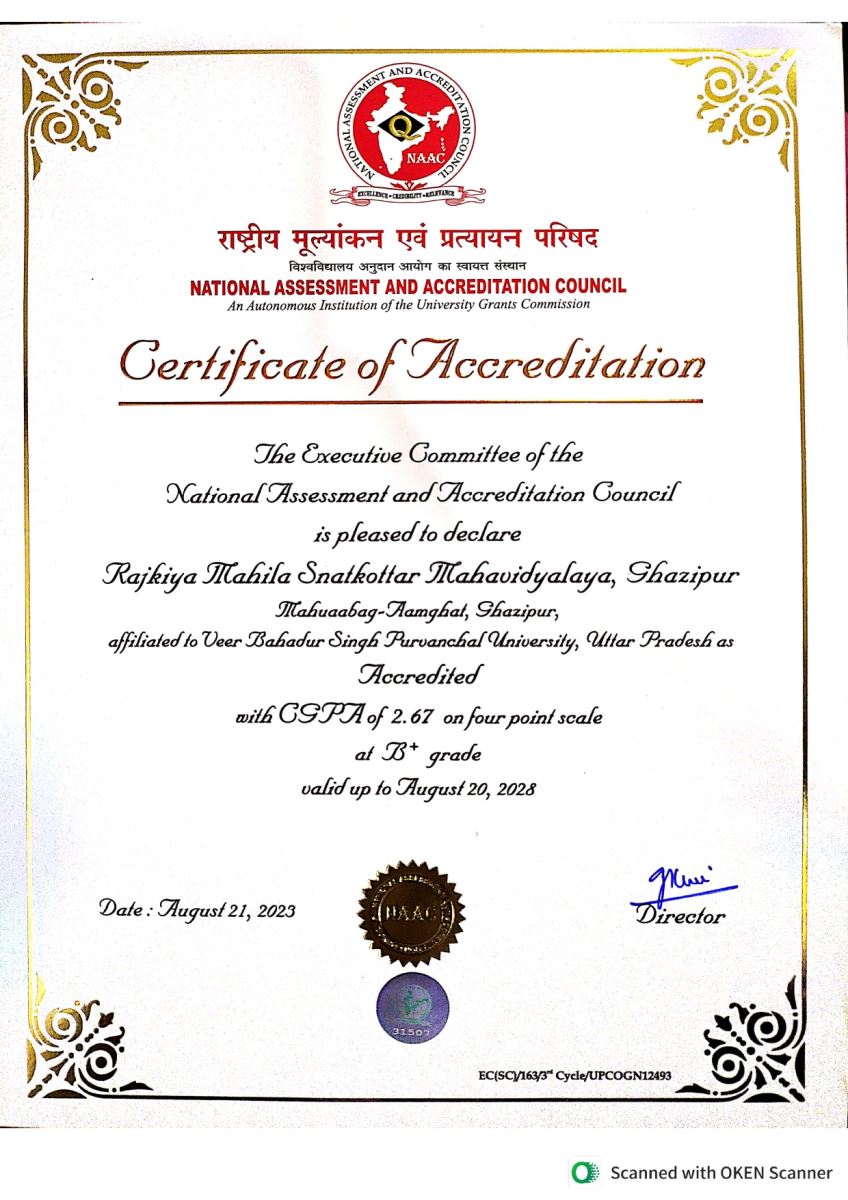 NATIONAL ASSESSMENT AND ACCREDITATION COUNCIL
Q
NAAC
EXCELLENCE • CREDIBILITY • RELEVANCE
राष्ट्रीय मूल्यांकन एवं प्रत्यायन परिषद
विश्वविद्यालय अनुदान आयोग का स्वायत्त संस्थान
NATIONAL ASSESSMENT AND ACCREDITATION COUNCIL
An Autonomous Institution of the University Grants Commission
Certificate of Accreditation
The Executive Committee of the
National Assessment and Accreditation Council
is pleased to declare
Rajkiya Mahila Snatkottar Mahavidyalaya, Ghazipur
Mahuaabag-Aamghat, Ghazipur,
affiliated to Veer Bahadur Singh Purvanchal University, Uttar Pradesh as
Accredited
with CGPA of 2.67 on four point scale
at B+ grade
valid up to August 20, 2028
Date : August 21, 2023
NAAC
Director
31507
EC(SC)/163/3rd Cycle/UPCOGN12493
Scanned with OKEN Scanner